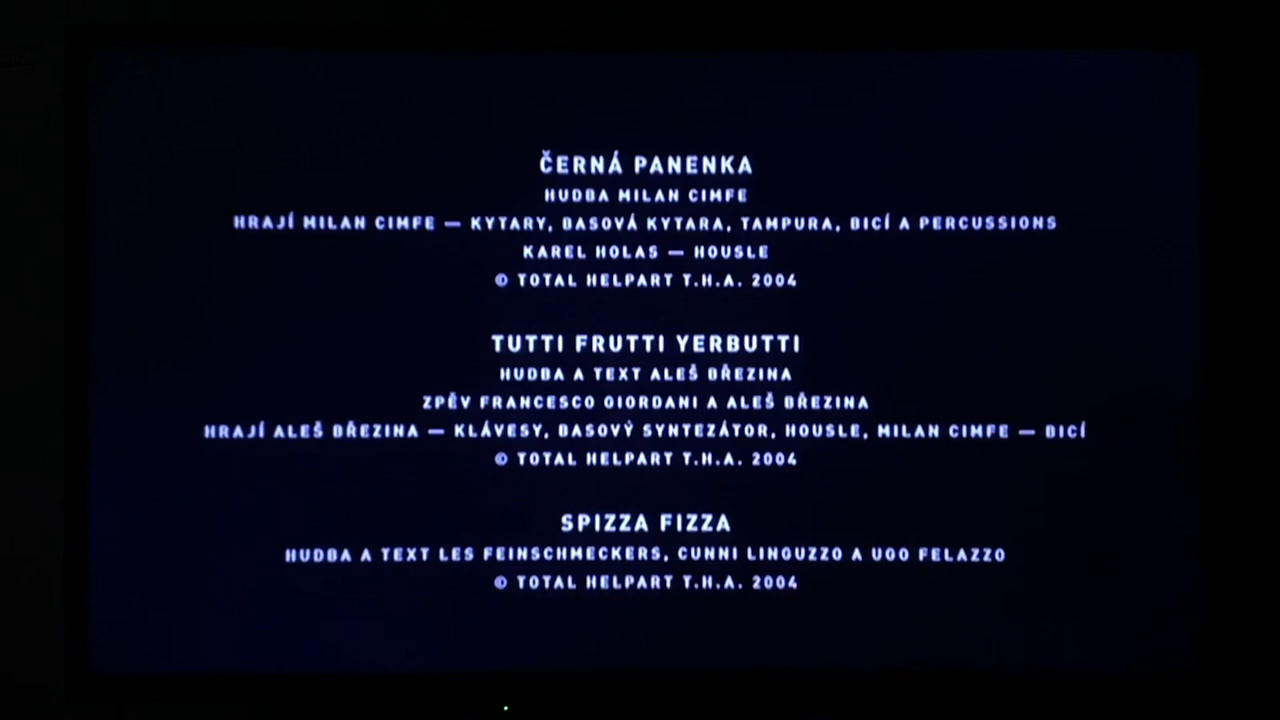 ČERNÁ PANENKA
HUDBA MILAN CIMFE
HRAJÍ MILAN CIMFE — KYTARY, BASOVÁ KYTARA, TAMPURA, BICÍ A PERCUSSIONS
KAREL HOLAS — HOUSLE
© TOTAL HELPART T.H.A. 2004
TUTTI FRUTTI YERBUTTI
HUDBA A TEXT ALEŠ BŘEZINA
ZPĚV FRANCESCO GIORDANI A ALEŠ BŘEZINA
HRAJÍ ALEŠ BŘEZINA — KLÁVESY, BASOVÝ SYNTEZÁTOR, HOUSLE, MILAN CIMFE — BICÍ
© TOTAL HELPART T.H.A. 2004
SPIZZA FIZZA
HUDBA A TEXT LES FEINSCHMECKERS, CUNNI LINGUZZO A UGO FELAZZO
© TOTAL HELPART T.H.A. 2004